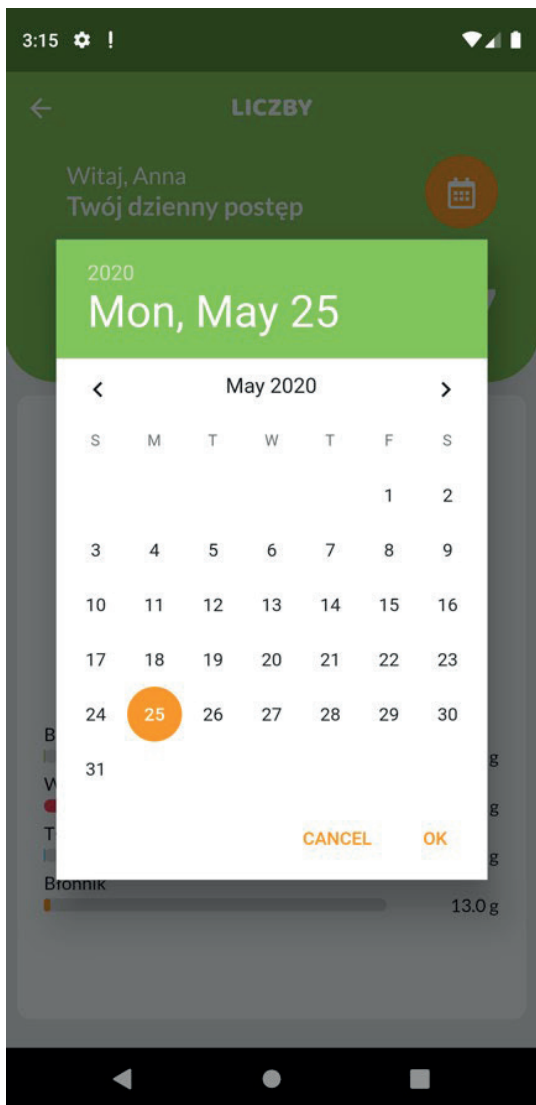 3:15
LICZBY
Witaj, Anna
Twój dzienny postęp
2020
Mon, May 25
May 2020
S M T W T F S
1 2
3 4 5 6 7 8 9
10 11 12 13 14 15 16
17 18 19 20 21 22 23
24 25 26 27 28 29 30
31
B
g
W
g
T
g
CANCEL OK
Błonnik
13.0 g